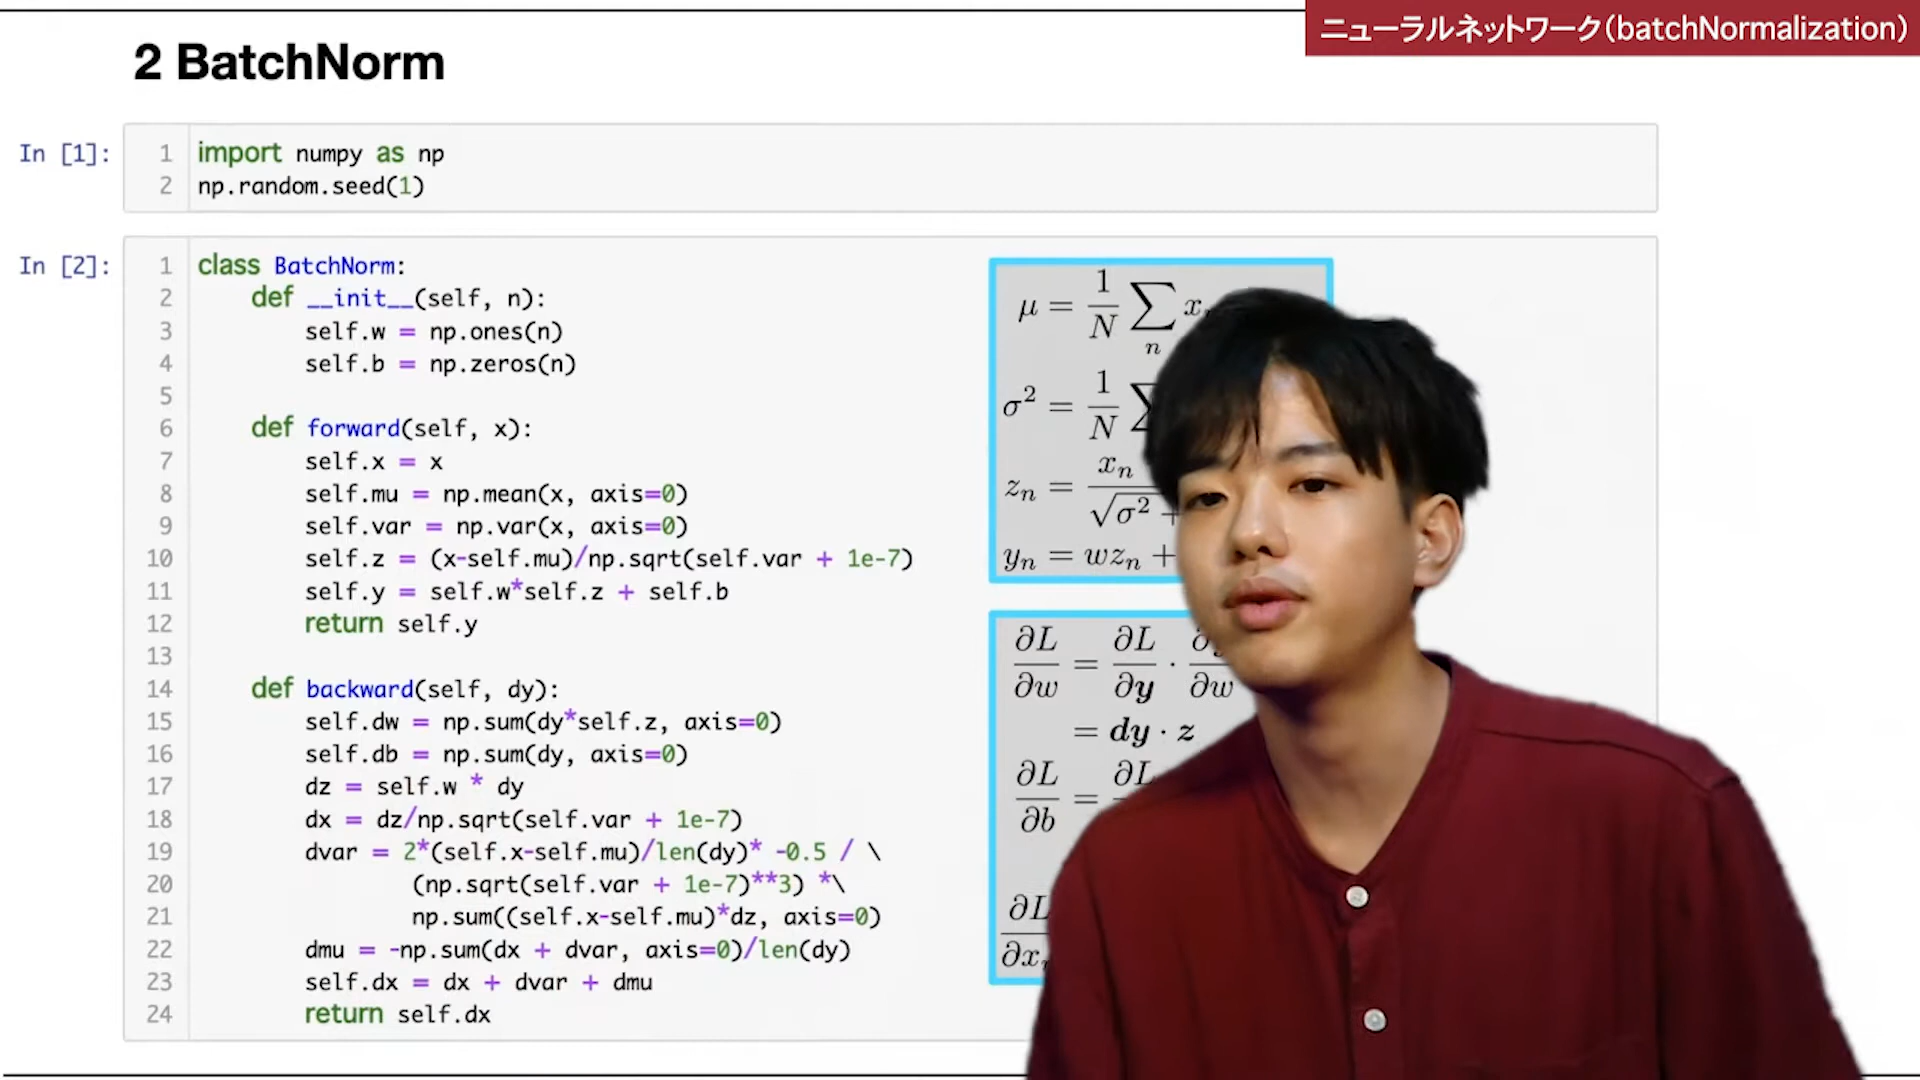 ニューラルネットワーク(batchNormalization)
2 BatchNorm
In [1]:
1 import numpy as np
2 np.random.seed(1)
In [2]:
1 class BatchNorm:
2 def __init__(self, n):
3 self.w = np.ones(n)
4 self.b = np.zeros(n)
5
6 def forward(self, x):
7 self.x = x
8 self.mu = np.mean(x, axis=0)
9 self.var = np.var(x, axis=0)
10 self.z = (x-self.mu)/np.sqrt(self.var + 1e-7)
11 self.y = self.w*self.z + self.b
12 return self.y
13
14 def backward(self, dy):
15 self.dw = np.sum(dy*self.z, axis=0)
16 self.db = np.sum(dy, axis=0)
17 dz = self.w * dy
18 dx = dz/np.sqrt(self.var + 1e-7)
19 dvar = 2*(self.x-self.mu)/len(dy)* -0.5 / \
20 (np.sqrt(self.var + 1e-7)**3) *\
21 np.sum((self.x-self.mu)*dz, axis=0)
22 dmu = -np.sum(dx + dvar, axis=0)/len(dy)
23 self.dx = dx + dvar + dmu
24 return self.dx
μ = 1/N ∑n x
σ² = 1/N ∑
zn = xn / √σ² +
yn = wzn +
∂L/∂w = ∂L/∂y · ∂/∂w
= dy · z
∂L/∂b = ∂L
∂L/∂x